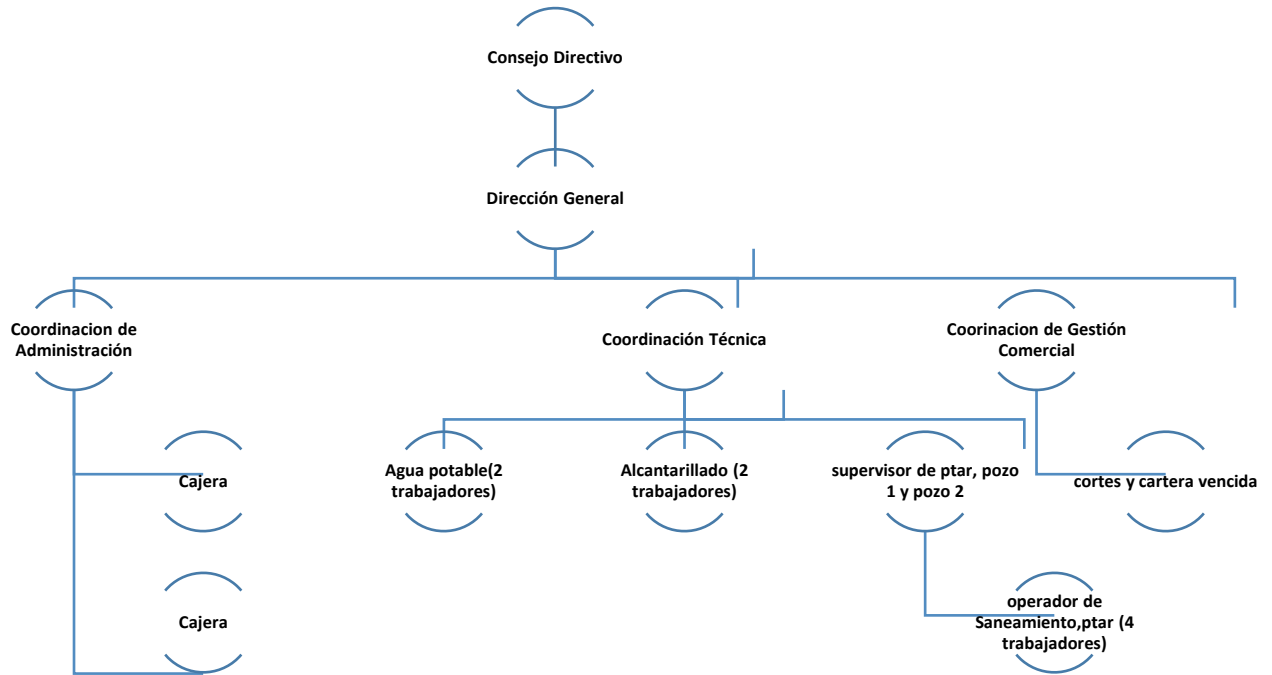 Consejo Directivo
Dirección General
Coordinacion de
Administración
Coordinación Técnica
Coorinacion de Gestión
Comercial
Cajera
Agua potable(2
trabajadores)
Alcantarillado (2
trabajadores)
supervisor de ptar, pozo
1 y pozo 2
cortes y cartera vencida
Cajera
operador de
Saneamiento,ptar (4
trabajadores)